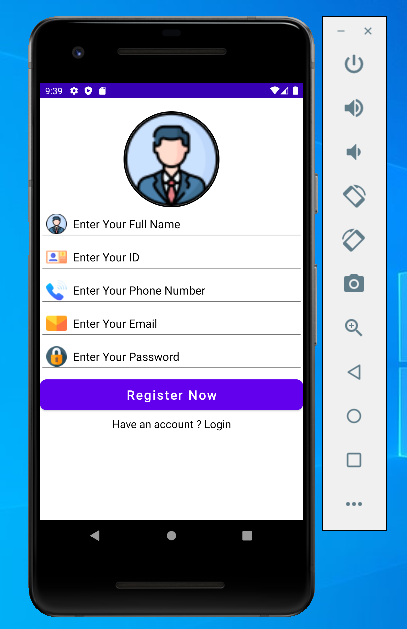 9:39
Enter Your Full Name
Enter Your ID
Enter Your Phone Number
Enter Your Email
Enter Your Password
Register Now
Have an account ? Login